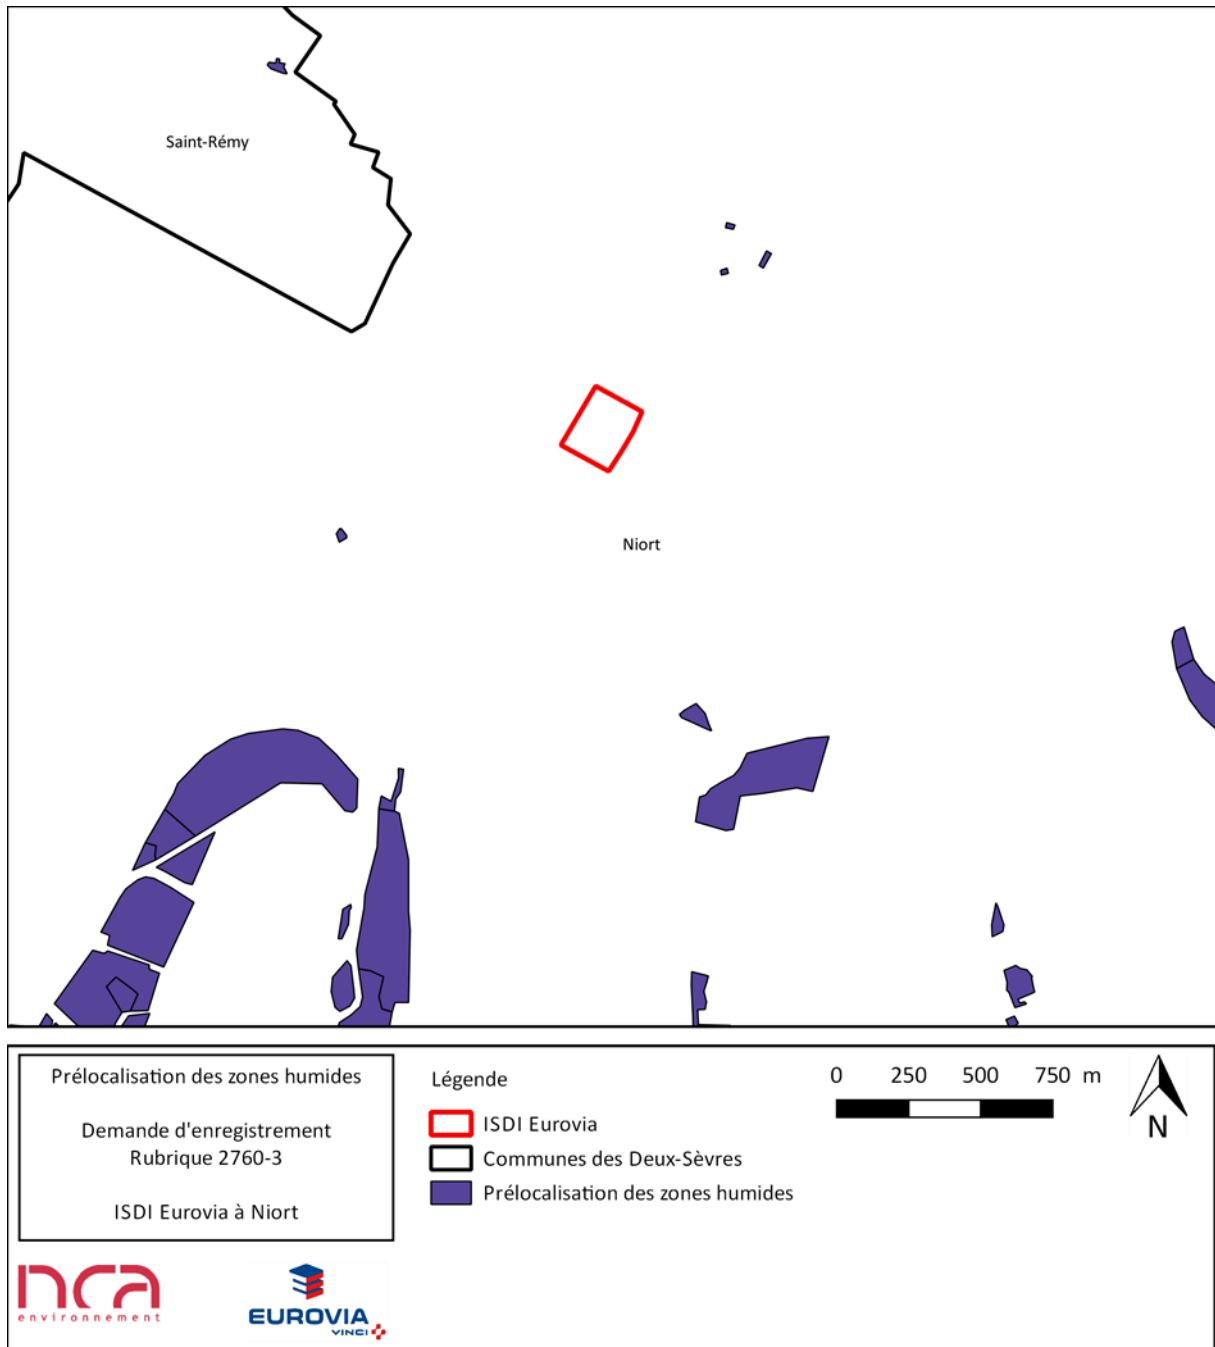 Saint-Rémy
Niort
Prélocalisation des zones humides
Demande d'enregistrement
Rubrique 2760-3
ISDI Eurovia à Niort
Légende
ISDI Eurovia
Communes des Deux-Sèvres
Prélocalisation des zones humides
0 250 500 750 m
N
nca
environnement
EUROVIA
VINCI